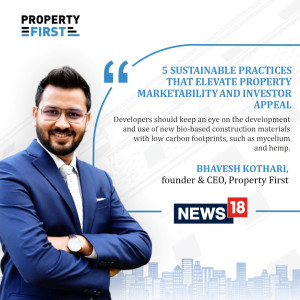 PROPERTY
FIRST
5 SUSTAINABLE PRACTICES
THAT ELEVATE PROPERTY
MARKETABILITY AND INVESTOR
APPEAL
Developers should keep an eye on the development
and use of new bio-based construction materials
with low carbon footprints, such as mycelium
and hemp.
BHAVESH KOTHARI,
founder & CEO, Property First
NEWS 18